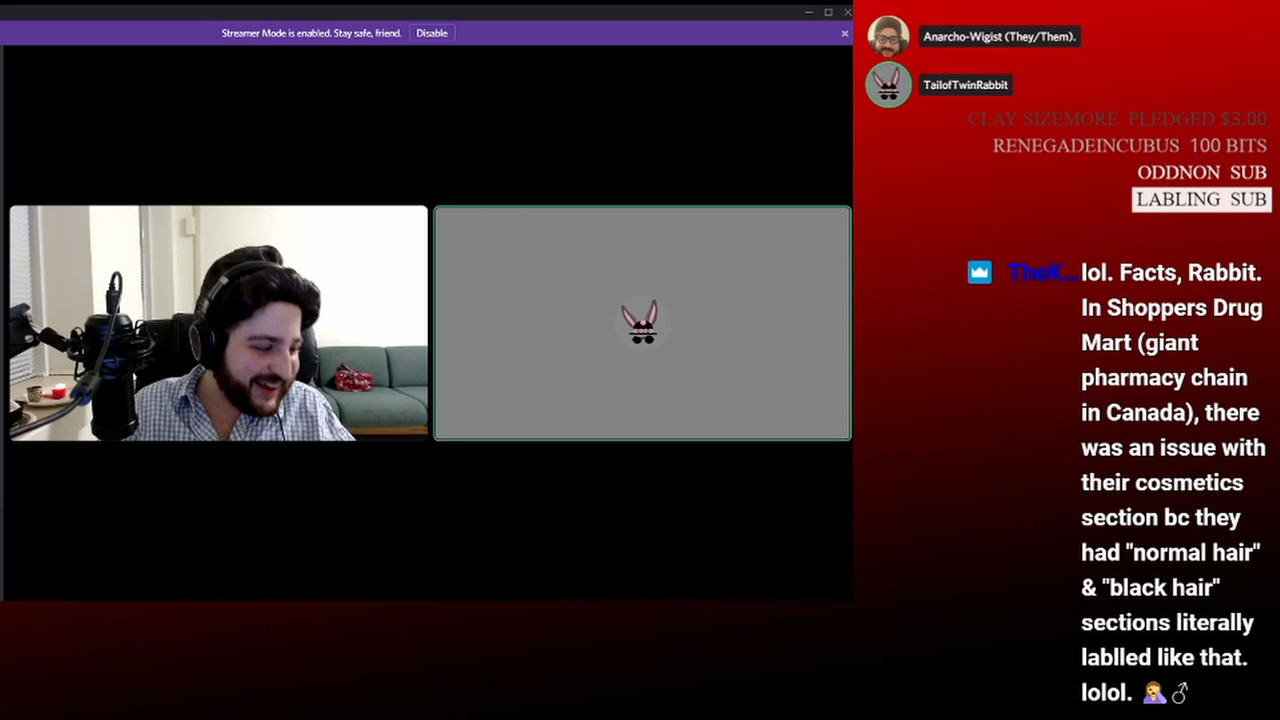 Streamer Mode is enabled. Stay safe, friend. Disable
Anarcho-Wigist (They/Them).
TailofTwinRabbit
CLAY SIZEMORE PLEDGED $3.00
RENEGADEINCUBUS 100 BITS
ODDNON SUB
LABLING SUB
TheK... lol. Facts, Rabbit.
In Shoppers Drug
Mart (giant
pharmacy chain
in Canada), there
was an issue with
their cosmetics
section bc they
had "normal hair"
& "black hair"
sections literally
lablled like that.
lolol. 🤦♂